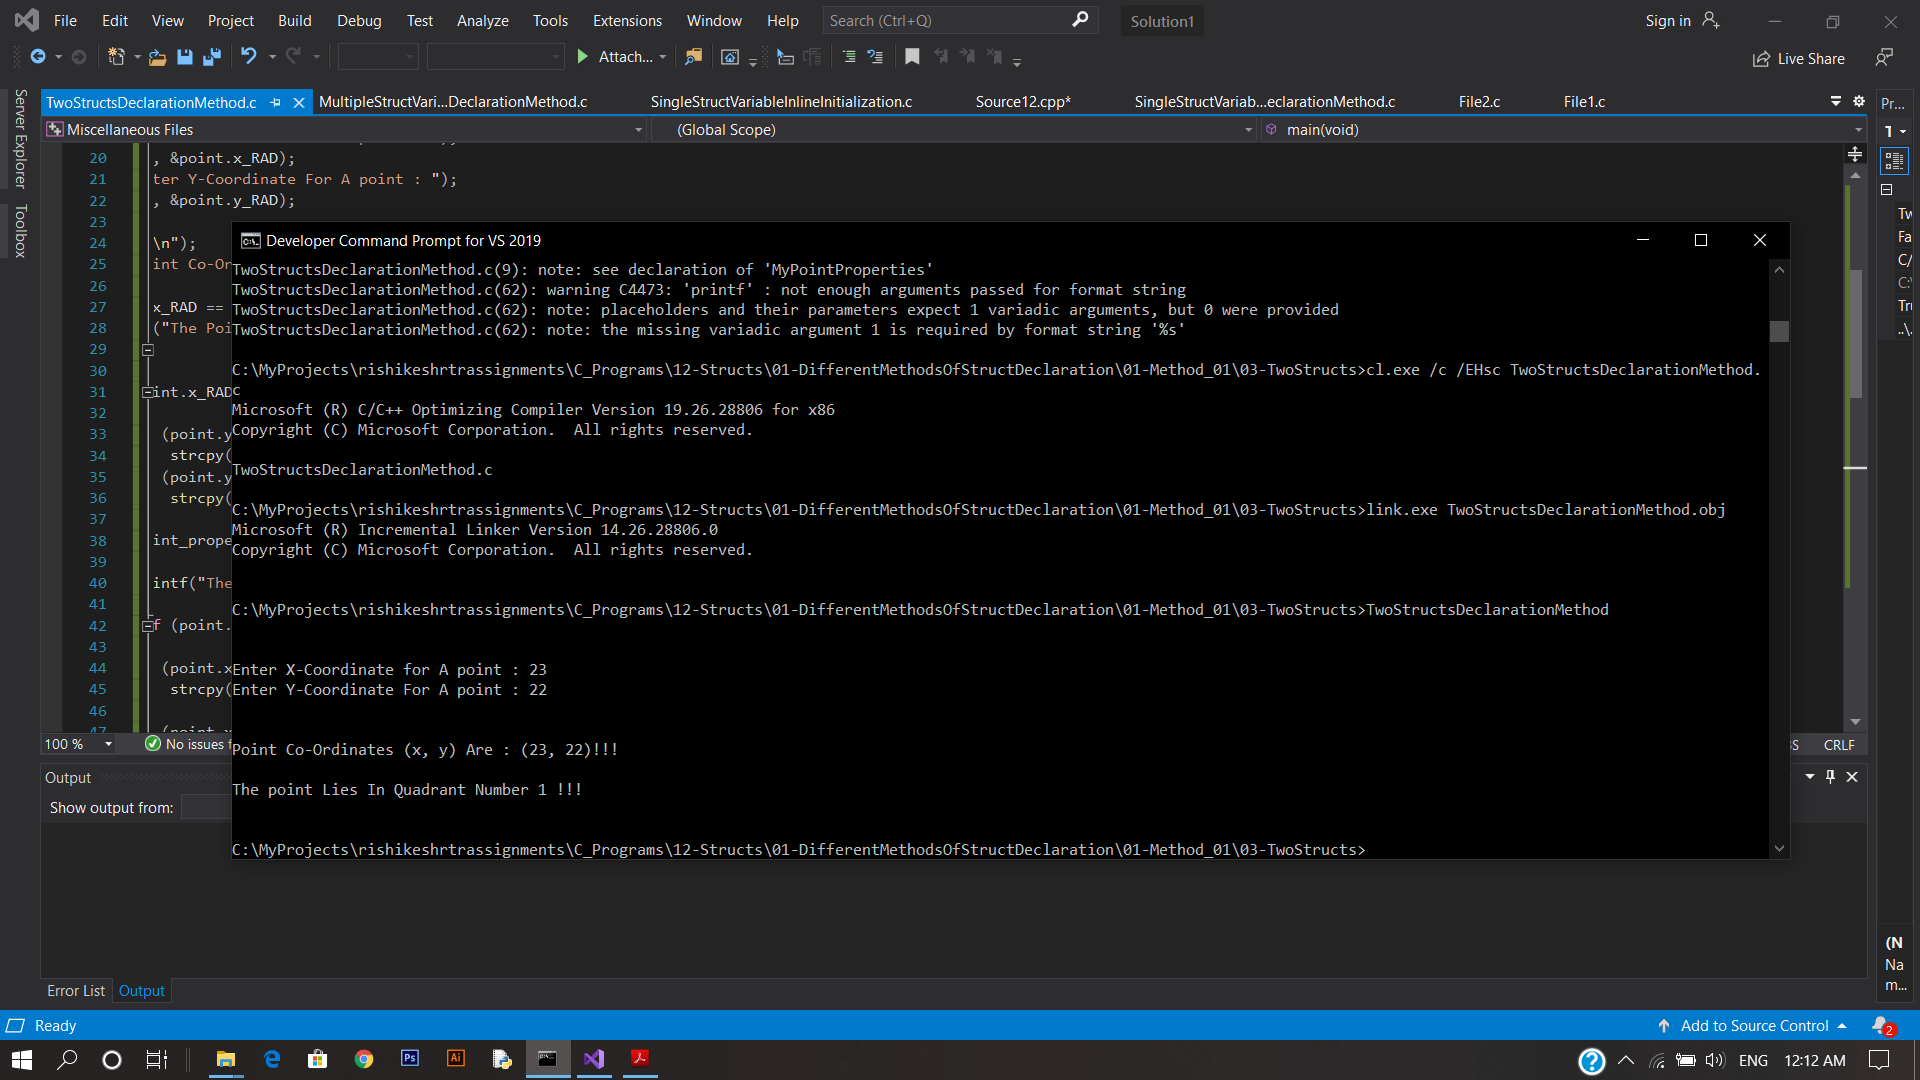 File Edit View Project Build Debug Test Analyze Tools Extensions Window Help Search (Ctrl+Q) Solution1 Sign in
Attach... Live Share
Server Explorer
Toolbox
TwoStructsDeclarationMethod.c MultipleStructVari...DeclarationMethod.c SingleStructVariableInlineInitialization.c Source12.cpp* SingleStructVariab...eclarationMethod.c File2.c File1.c Pr...
Miscellaneous Files (Global Scope) main(void)
20 , &point.x_RAD);
21 ter Y-Coordinate For A point : ");
22 , &point.y_RAD);
23
24 \n");
25 int Co-Or
26
27 x_RAD ==
28 ("The Poi
29
30
31 int.x_RAD
32
33 (point.y
34 strcpy(
35 (point.y
36 strcpy(
37
38 int_prope
39
40 intf("The
41
42 f (point.
43
44 (point.x
45 strcpy(
46
47 (point.x
100 % No issues f
CRLF
Developer Command Prompt for VS 2019
TwoStructsDeclarationMethod.c(9): note: see declaration of 'MyPointProperties'
TwoStructsDeclarationMethod.c(62): warning C4473: 'printf' : not enough arguments passed for format string
TwoStructsDeclarationMethod.c(62): note: placeholders and their parameters expect 1 variadic arguments, but 0 were provided
TwoStructsDeclarationMethod.c(62): note: the missing variadic argument 1 is required by format string '%s'
C:\MyProjects\rishikeshrtrassignments\C_Programs\12-Structs\01-DifferentMethodsOfStructDeclaration\01-Method_01\03-TwoStructs>cl.exe /c /EHsc TwoStructsDeclarationMethod.
c
Microsoft (R) C/C++ Optimizing Compiler Version 19.26.28806 for x86
Copyright (C) Microsoft Corporation.  All rights reserved.
TwoStructsDeclarationMethod.c
C:\MyProjects\rishikeshrtrassignments\C_Programs\12-Structs\01-DifferentMethodsOfStructDeclaration\01-Method_01\03-TwoStructs>link.exe TwoStructsDeclarationMethod.obj
Microsoft (R) Incremental Linker Version 14.26.28806.0
Copyright (C) Microsoft Corporation.  All rights reserved.
C:\MyProjects\rishikeshrtrassignments\C_Programs\12-Structs\01-DifferentMethodsOfStructDeclaration\01-Method_01\03-TwoStructs>TwoStructsDeclarationMethod
Enter X-Coordinate for A point : 23
Enter Y-Coordinate For A point : 22
Point Co-Ordinates (x, y) Are : (23, 22)!!!
The point Lies In Quadrant Number 1 !!!
C:\MyProjects\rishikeshrtrassignments\C_Programs\12-Structs\01-DifferentMethodsOfStructDeclaration\01-Method_01\03-TwoStructs>
Output
Show output from:
Error List Output
Tw
Fa
C/
C:\
Tru
..\.
(N
Na
m...
Ready Add to Source Control 2
Ps Ai ENG 12:12 AM